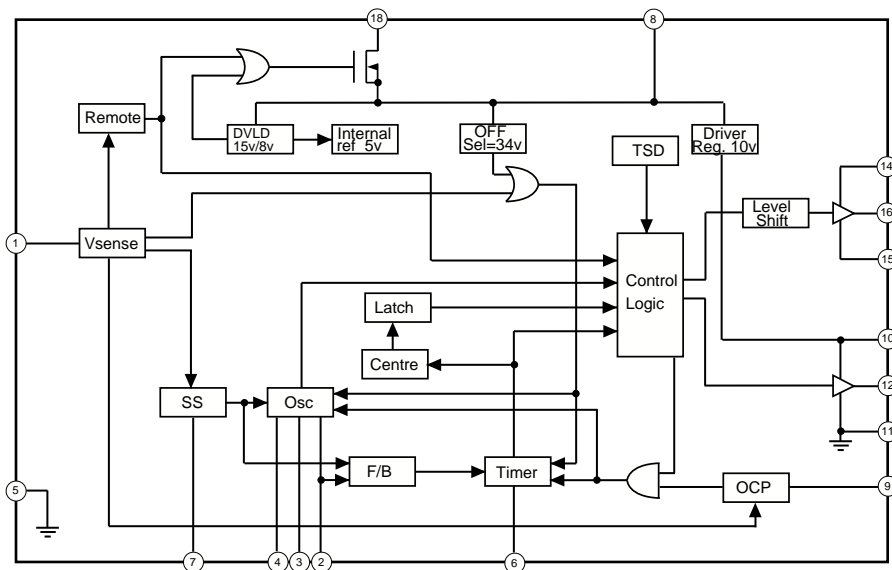 18
8
Remote
DVLD
15v/8v
Internal
ref 5v
OFF
Sel=34v
TSD
Driver
Reg. 10v
14
Level
Shift
16
1
Vsense
15
Control
Logic
Latch
10
Centre
SS
Osc
12
11
F/B
Timer
OCP
9
5
7
4
3
2
6